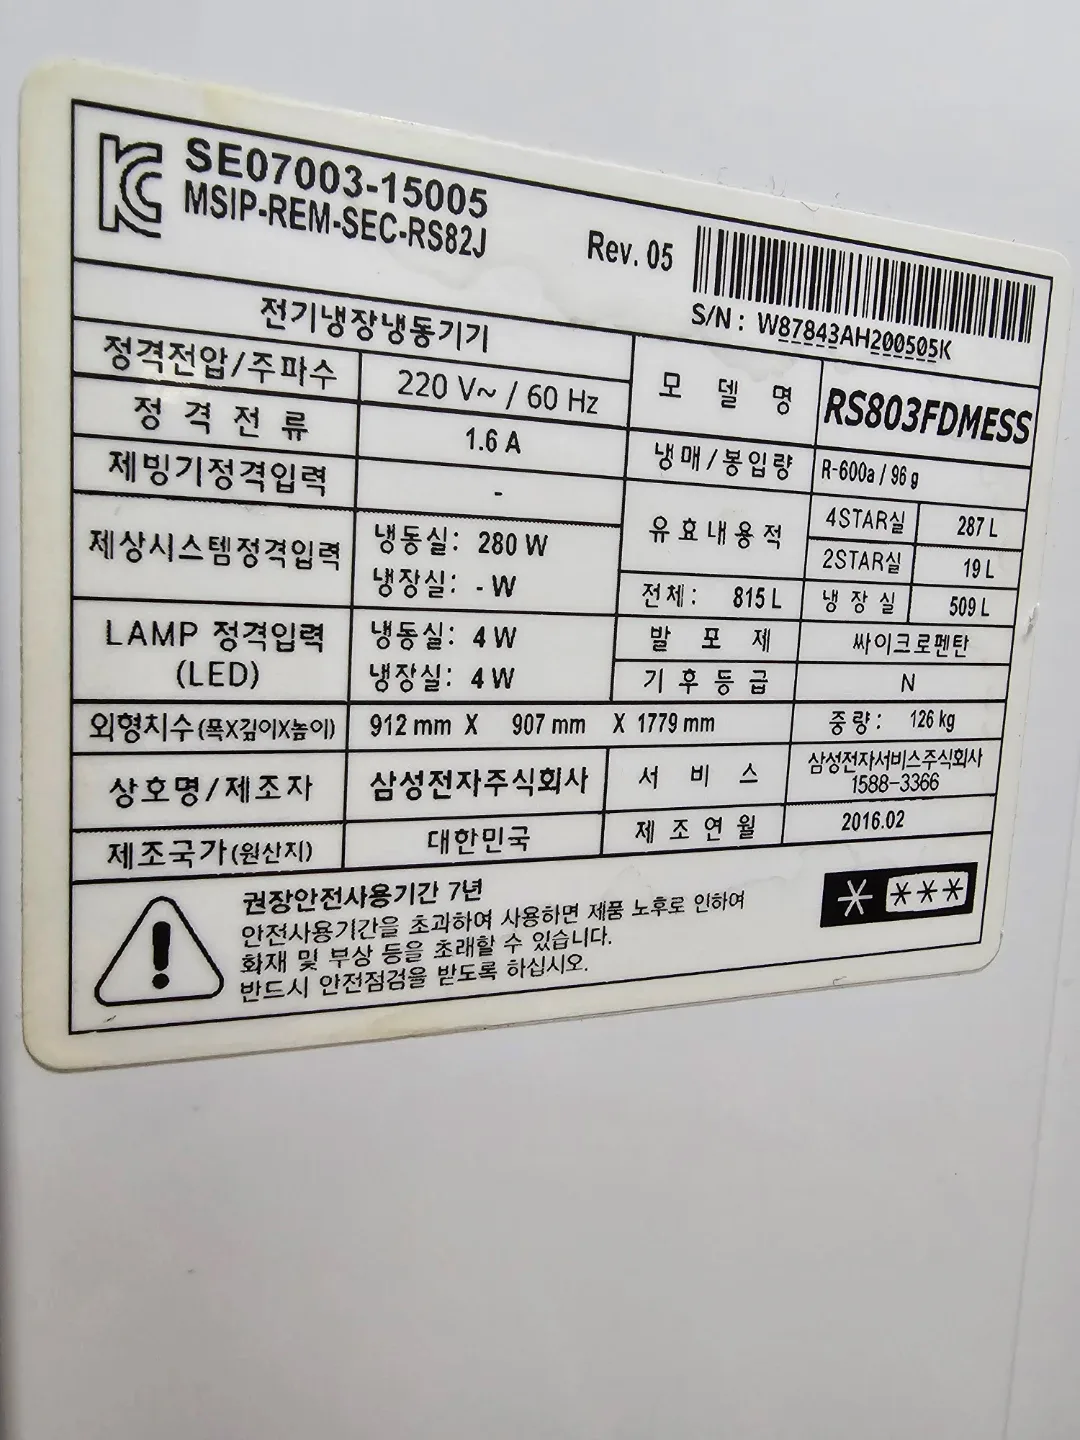 SE07003-15005
MSIP-REM-SEC-RS82J
Rev. 05
S/N : W87843AH200505K
전기냉장냉동기기
정격전압/주파수 220 V~ / 60 Hz
정 격 전 류 1.6 A
제빙기정격입력 -
제상시스템정격입력 냉동실: 280 W
냉장실: - W
LAMP 정격입력 냉동실: 4 W
(LED) 냉장실: 4 W
모 델 명 RS803FDMESS
냉매/봉입량 R-600a / 96 g
유효내용적 4STAR실 287 L
2STAR실 19 L
전체: 815 L 냉 장 실 509 L
발 포 제 싸이크로펜탄
기 후 등 급 N
외형치수(폭X깊이X높이) 912 mm X 907 mm X 1779 mm 중량: 126 kg
상호명/제조자 삼성전자주식회사 서 비 스 삼성전자서비스주식회사
1588-3366
제조국가(원산지) 대한민국 제 조 연 월 2016.02
권장안전사용기간 7년
안전사용기간을 초과하여 사용하면 제품 노후로 인하여
화재 및 부상 등을 초래할 수 있습니다.
반드시 안전점검을 받도록 하십시오.